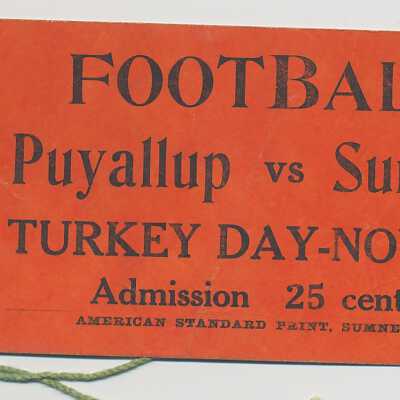 FOOTBAL
Puyallup vs Su
TURKEY DAY-NO
Admission 25 cent
AMERICAN STANDARD PRINT, SUMNE